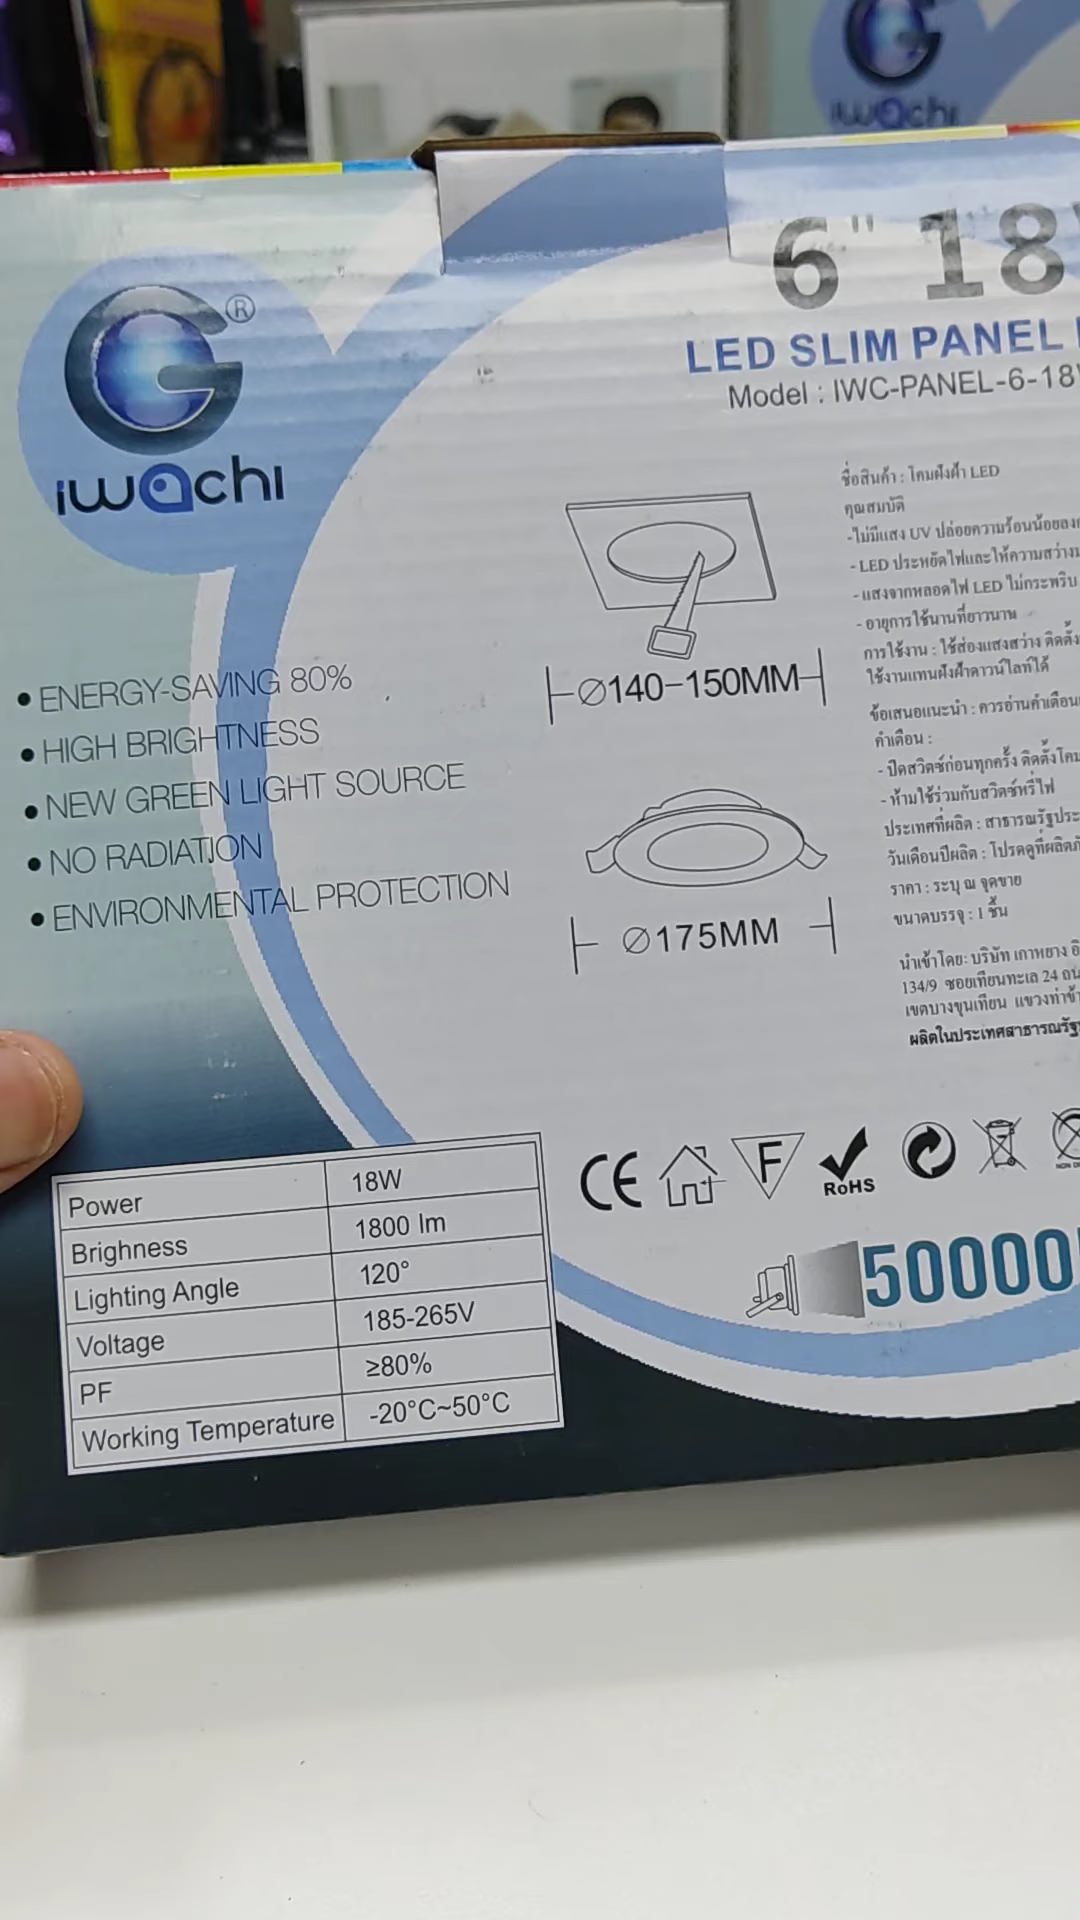 iwachi
6" 18
LED SLIM PANEL
Model : IWC-PANEL-6-18
®
iwachi
ชื่อสินค้า : โคมฝังฝ้า LED
คุณสมบัติ
-ไม่มีแสง UV ปล่อยความร้อนน้อยลง
- LED ประหยัดไฟและให้ความสว่าง
- แสงจากหลอดไฟ LED ไม่กระพริบ
- อายุการใช้นานที่ยาวนาน
การใช้งาน : ใช้ส่องแสงสว่าง ติดตั้ง
ใช้งานแทนฝังฝ้าดาวน์ไลท์ได้
ข้อเสนอแนะนำ : ควรอ่านคำเตือน
คำเตือน :
- ปิดสวิตซ์ก่อนทุกครั้ง ติดตั้งโคม
- ห้ามใช้ร่วมกับสวิตซ์หรี่ไฟ
ประเทศที่ผลิต : สาธารณรัฐประ
วันเดือนปีผลิต : โปรดดูที่ผลิตภั
ราคา : ระบุ ณ จุดขาย
ขนาดบรรจุ : 1 ชิ้น
นำเข้าโดย: บริษัท เกาหยาง อิ
134/9 ซอยเทียนทะเล 24 ถน
เขตบางขุนเทียน แขวงท่าข้า
ผลิตในประเทศสาธารณรัฐ
• ENERGY-SAVING 80%
• HIGH BRIGHTNESS
• NEW GREEN LIGHT SOURCE
• NO RADIATION
• ENVIRONMENTAL PROTECTION
Ø140-150MM
Ø175MM
Power 18W
Brighness 1800 lm
Lighting Angle 120°
Voltage 185-265V
PF ≥80%
Working Temperature -20°C~50°C
CE F RoHS
50000